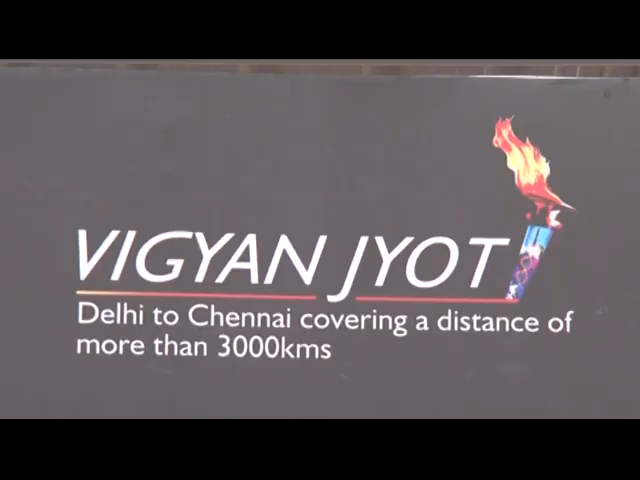 VIGYAN JYOT
Delhi to Chennai covering a distance of
more than 3000kms